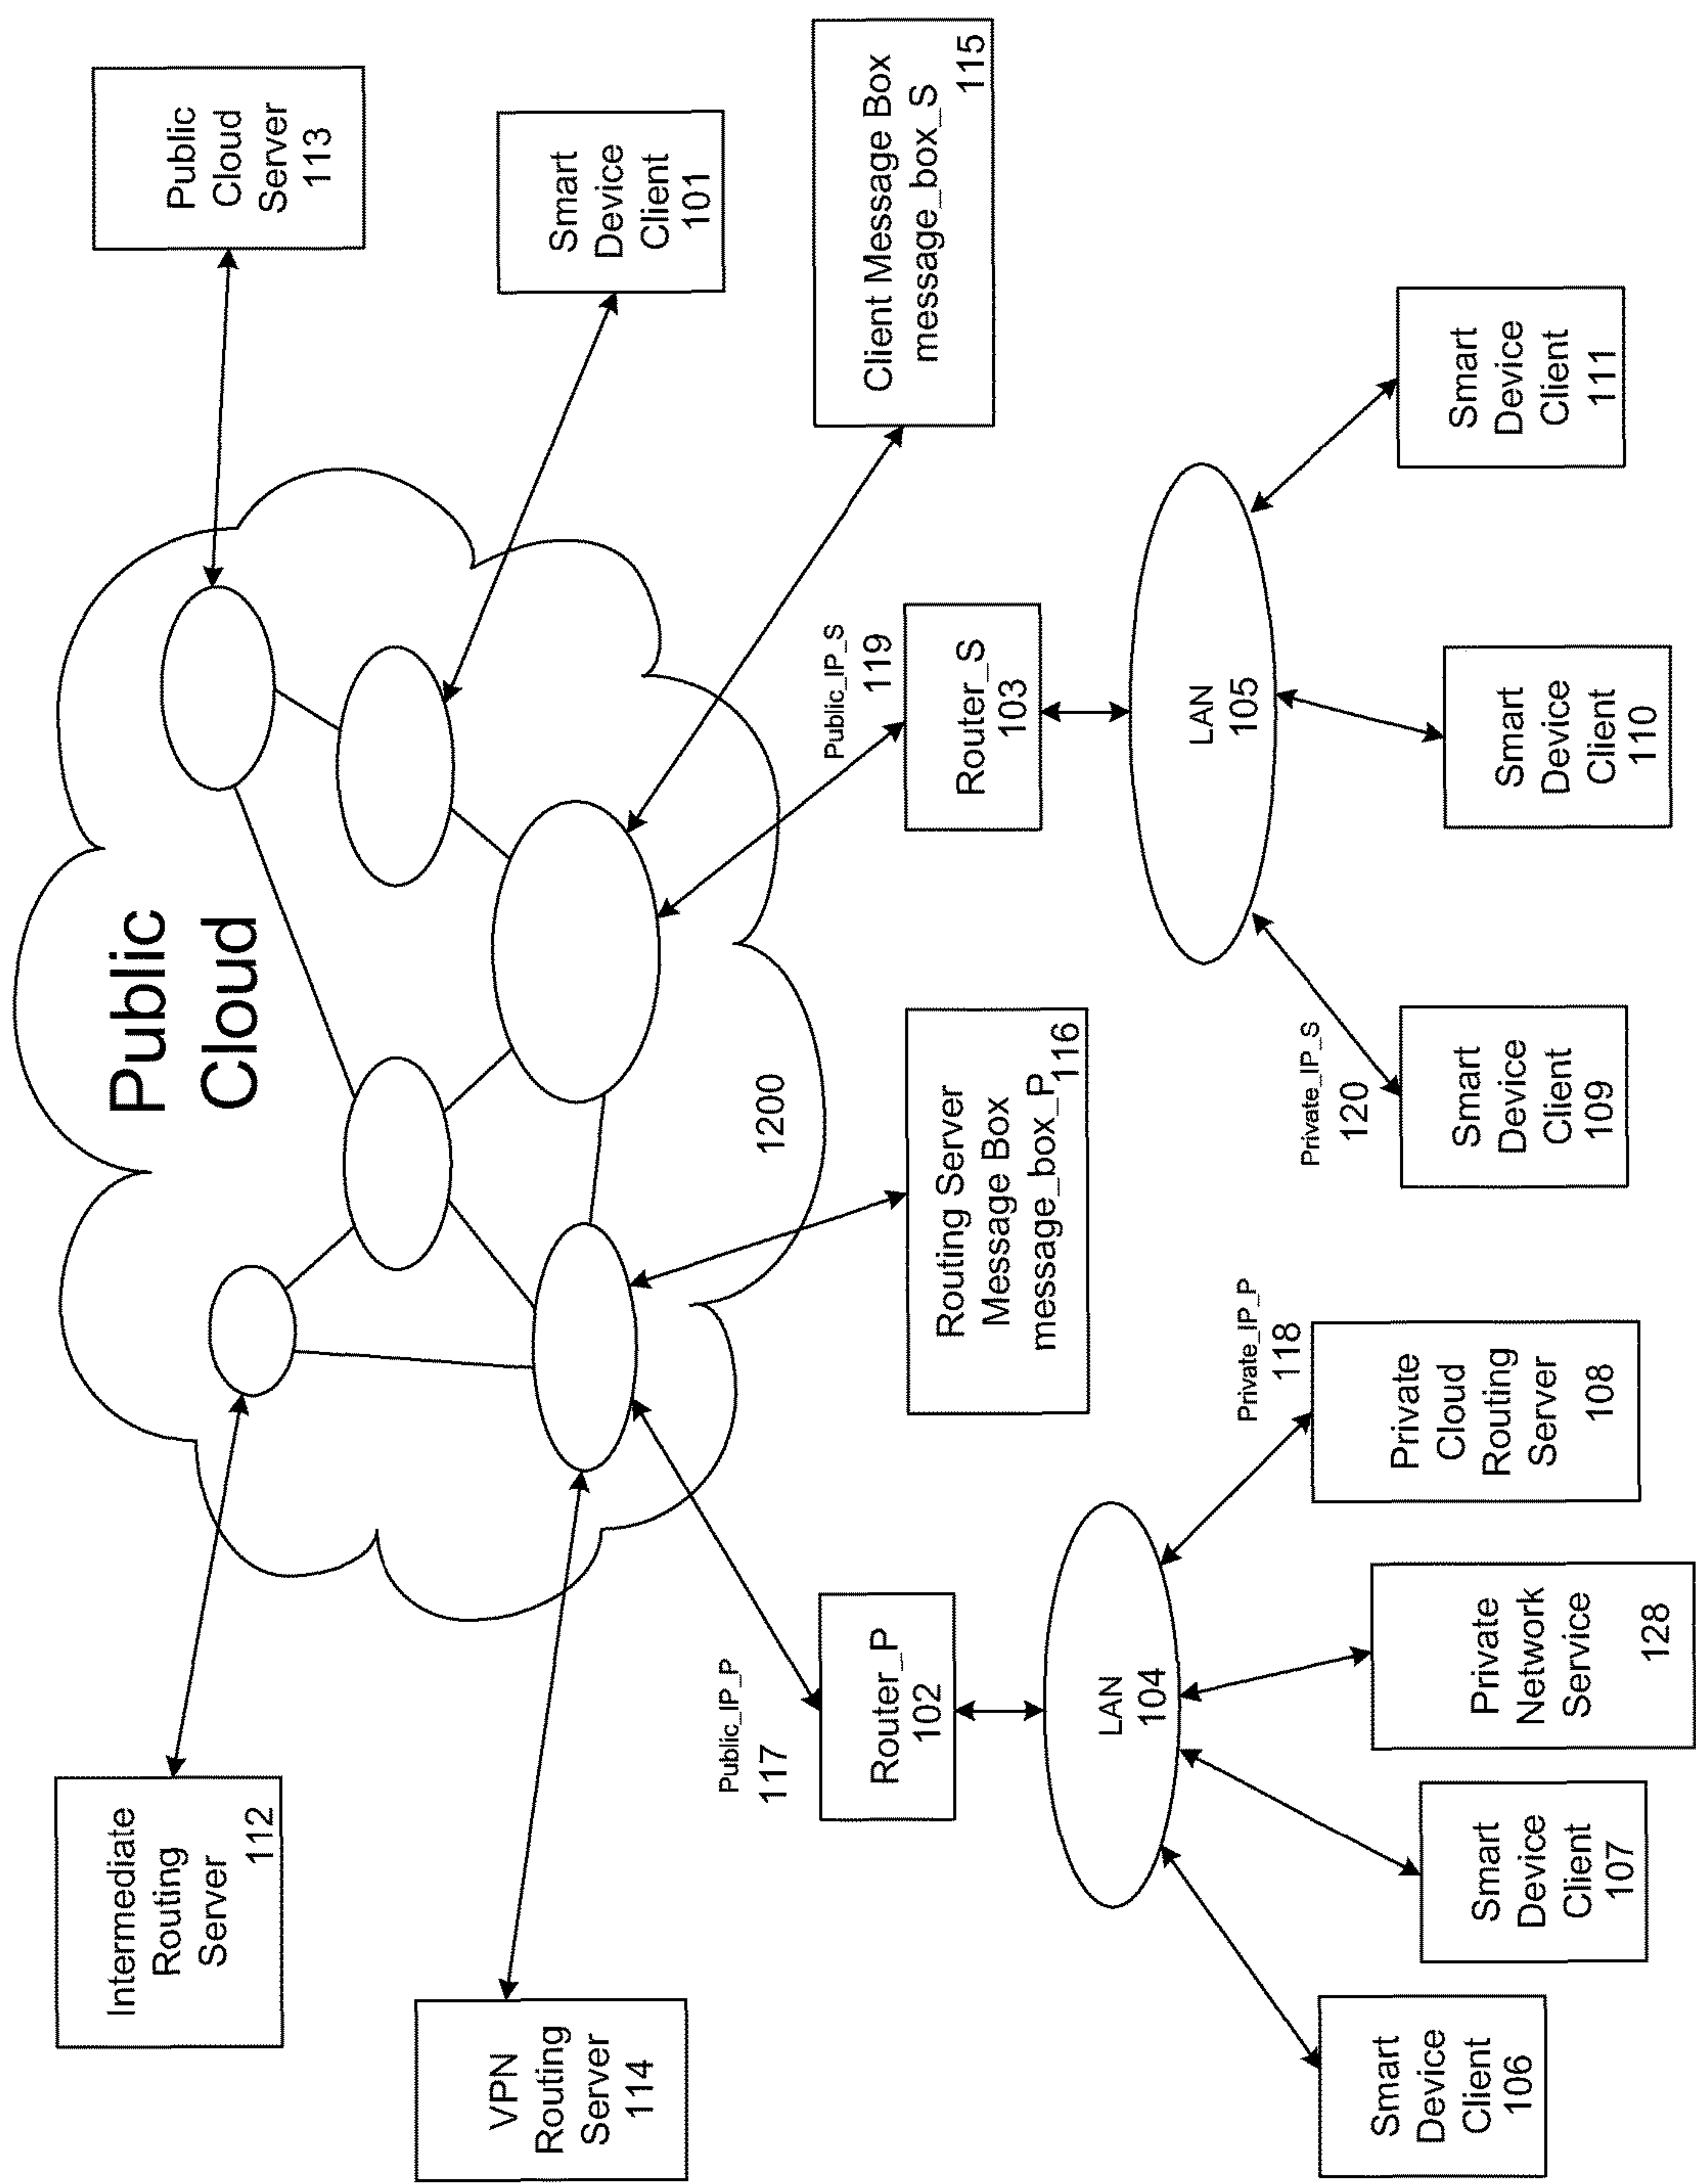 Intermediate
Routing
Server
112
Public
Cloud
Public
Cloud
Server
113
VPN
Routing
Server
114
Smart
Device
Client
101
1200
Public_IP_P
117
Router_P
102
Routing Server
Message Box
message_box_P
116
Public_IP_S
119
Router_S
103
Client Message Box
message_box_S
115
LAN
104
LAN
105
Private_IP_P
118
Private_IP_S
120
Smart
Device
Client
106
Smart
Device
Client
107
Private
Network
Service
128
Private
Cloud
Routing
Server
108
Smart
Device
Client
109
Smart
Device
Client
110
Smart
Device
Client
111